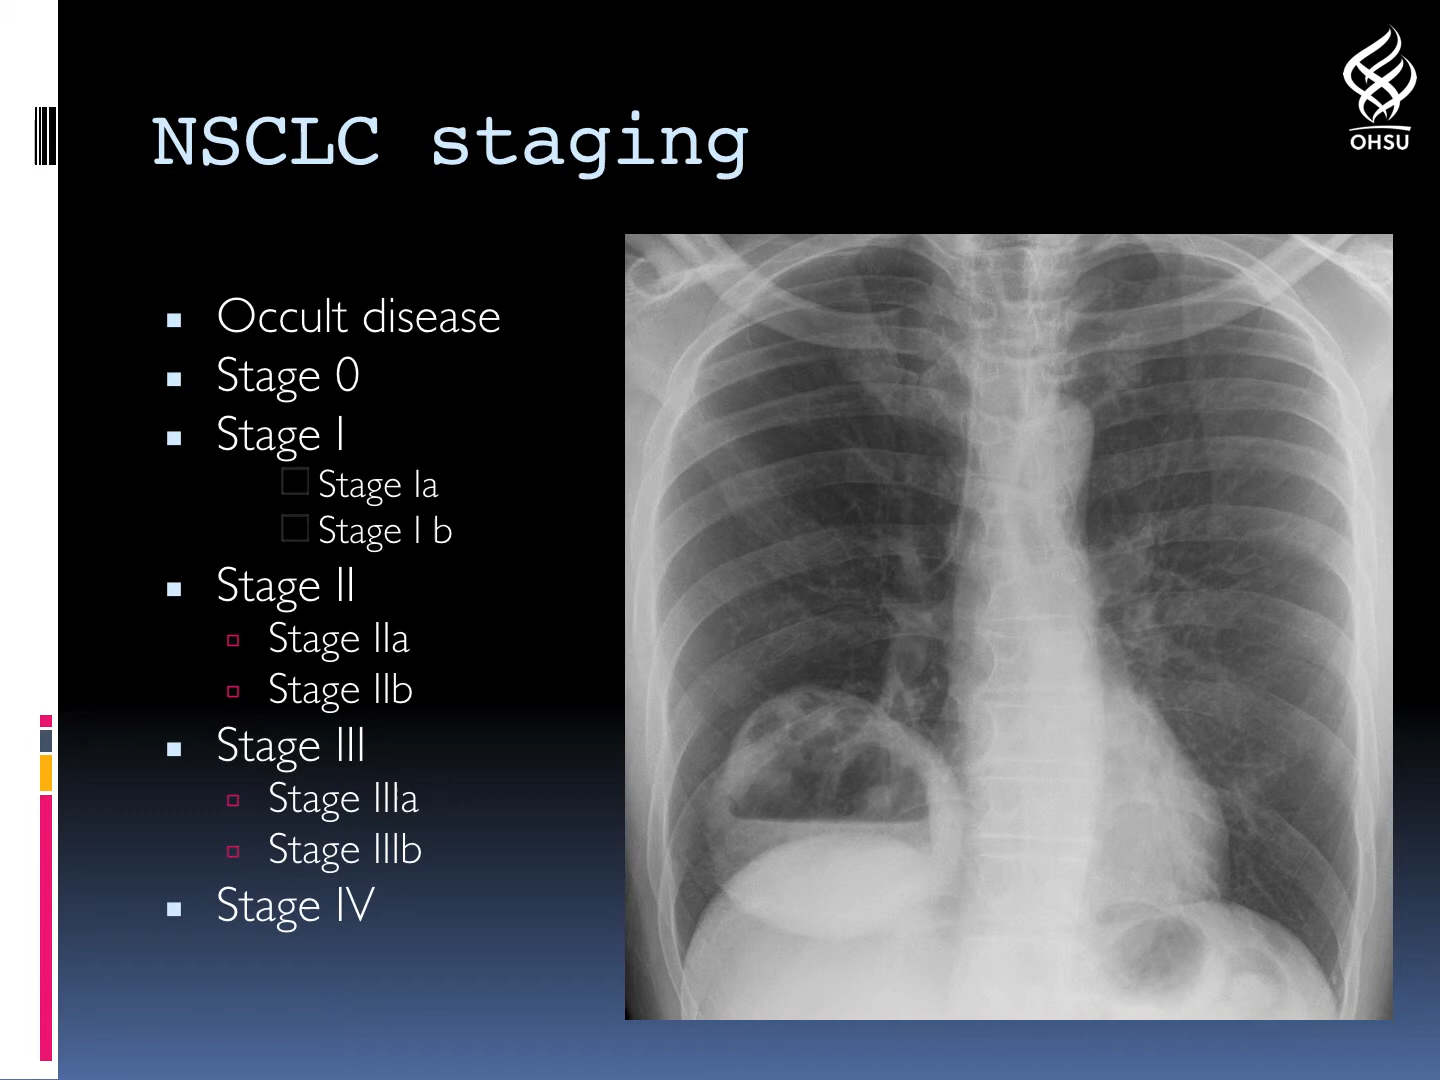 NSCLC staging
OHSU
Occult disease
Stage 0
Stage I
Stage Ia
Stage I b
Stage II
Stage IIa
Stage IIb
Stage III
Stage IIIa
Stage IIIb
Stage IV